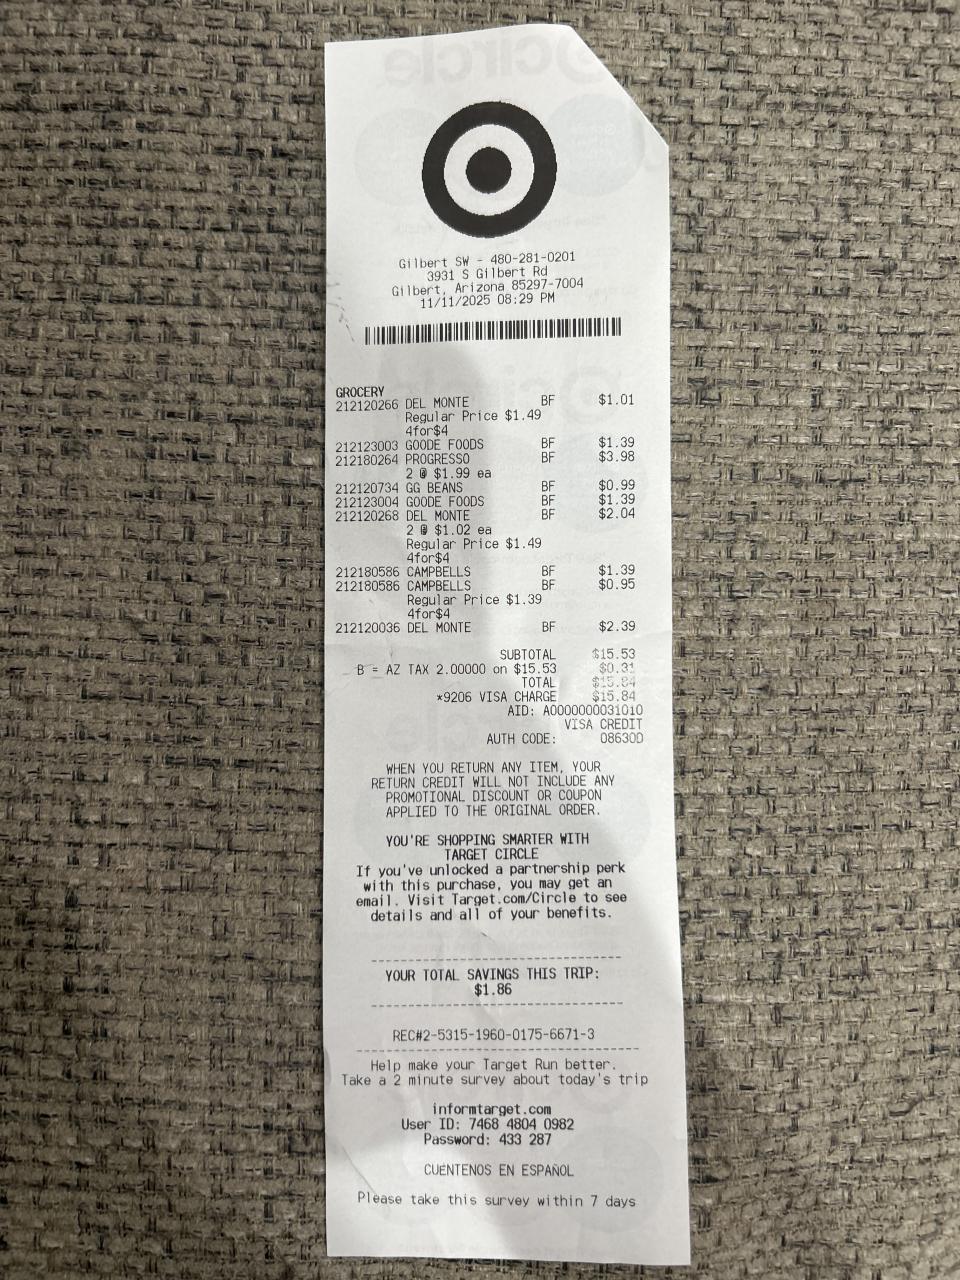 Gilbert SW - 480-281-0201
3931 S Gilbert Rd
Gilbert, Arizona 85297-7004
11/11/2025 08:29 PM
GROCERY
212120266 DEL MONTE BF $1.01
Regular Price $1.49
4for$4
212123003 GOODE FOODS BF $1.39
212180264 PROGRESSO BF $3.98
2 @ $1.99 ea
212120734 GG BEANS BF $0.99
212123004 GOODE FOODS BF $1.39
212120268 DEL MONTE BF $2.04
2 @ $1.02 ea
Regular Price $1.49
4for$4
212180586 CAMPBELLS BF $1.39
212180586 CAMPBELLS BF $0.95
Regular Price $1.39
4for$4
212120036 DEL MONTE BF $2.39
SUBTOTAL $15.53
B = AZ TAX 2.00000 on $15.53 $0.31
TOTAL $15.84
*9206 VISA CHARGE $15.84
AID: A0000000031010
VISA CREDIT
AUTH CODE: 08630D
WHEN YOU RETURN ANY ITEM, YOUR
RETURN CREDIT WILL NOT INCLUDE ANY
PROMOTIONAL DISCOUNT OR COUPON
APPLIED TO THE ORIGINAL ORDER.
YOU'RE SHOPPING SMARTER WITH
TARGET CIRCLE
If you've unlocked a partnership perk
with this purchase, you may get an
email. Visit Target.com/Circle to see
details and all of your benefits.
YOUR TOTAL SAVINGS THIS TRIP:
$1.86
REC#2-5315-1960-0175-6671-3
Help make your Target Run better.
Take a 2 minute survey about today's trip
informtarget.com
User ID: 7468 4804 0982
Password: 433 287
CUÉNTENOS EN ESPAÑOL
Please take this survey within 7 days